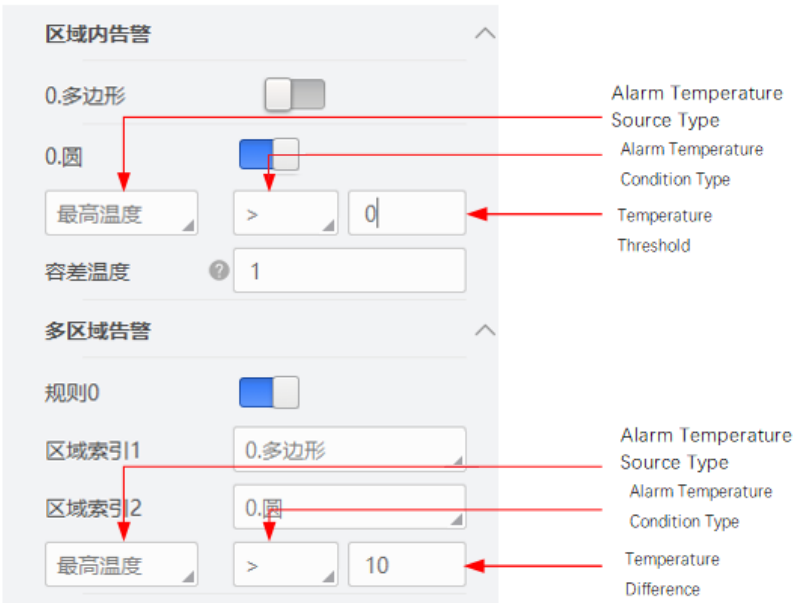 区域内告警
0.多边形
Alarm Temperature
Source Type
0.圆
Alarm Temperature
Condition Type
最高温度
>
0
Temperature
Threshold
容差温度
?
1
多区域告警
规则0
区域索引1
0.多边形
Alarm Temperature
Source Type
区域索引2
0.圆
Alarm Temperature
Condition Type
最高温度
>
10
Temperature
Difference